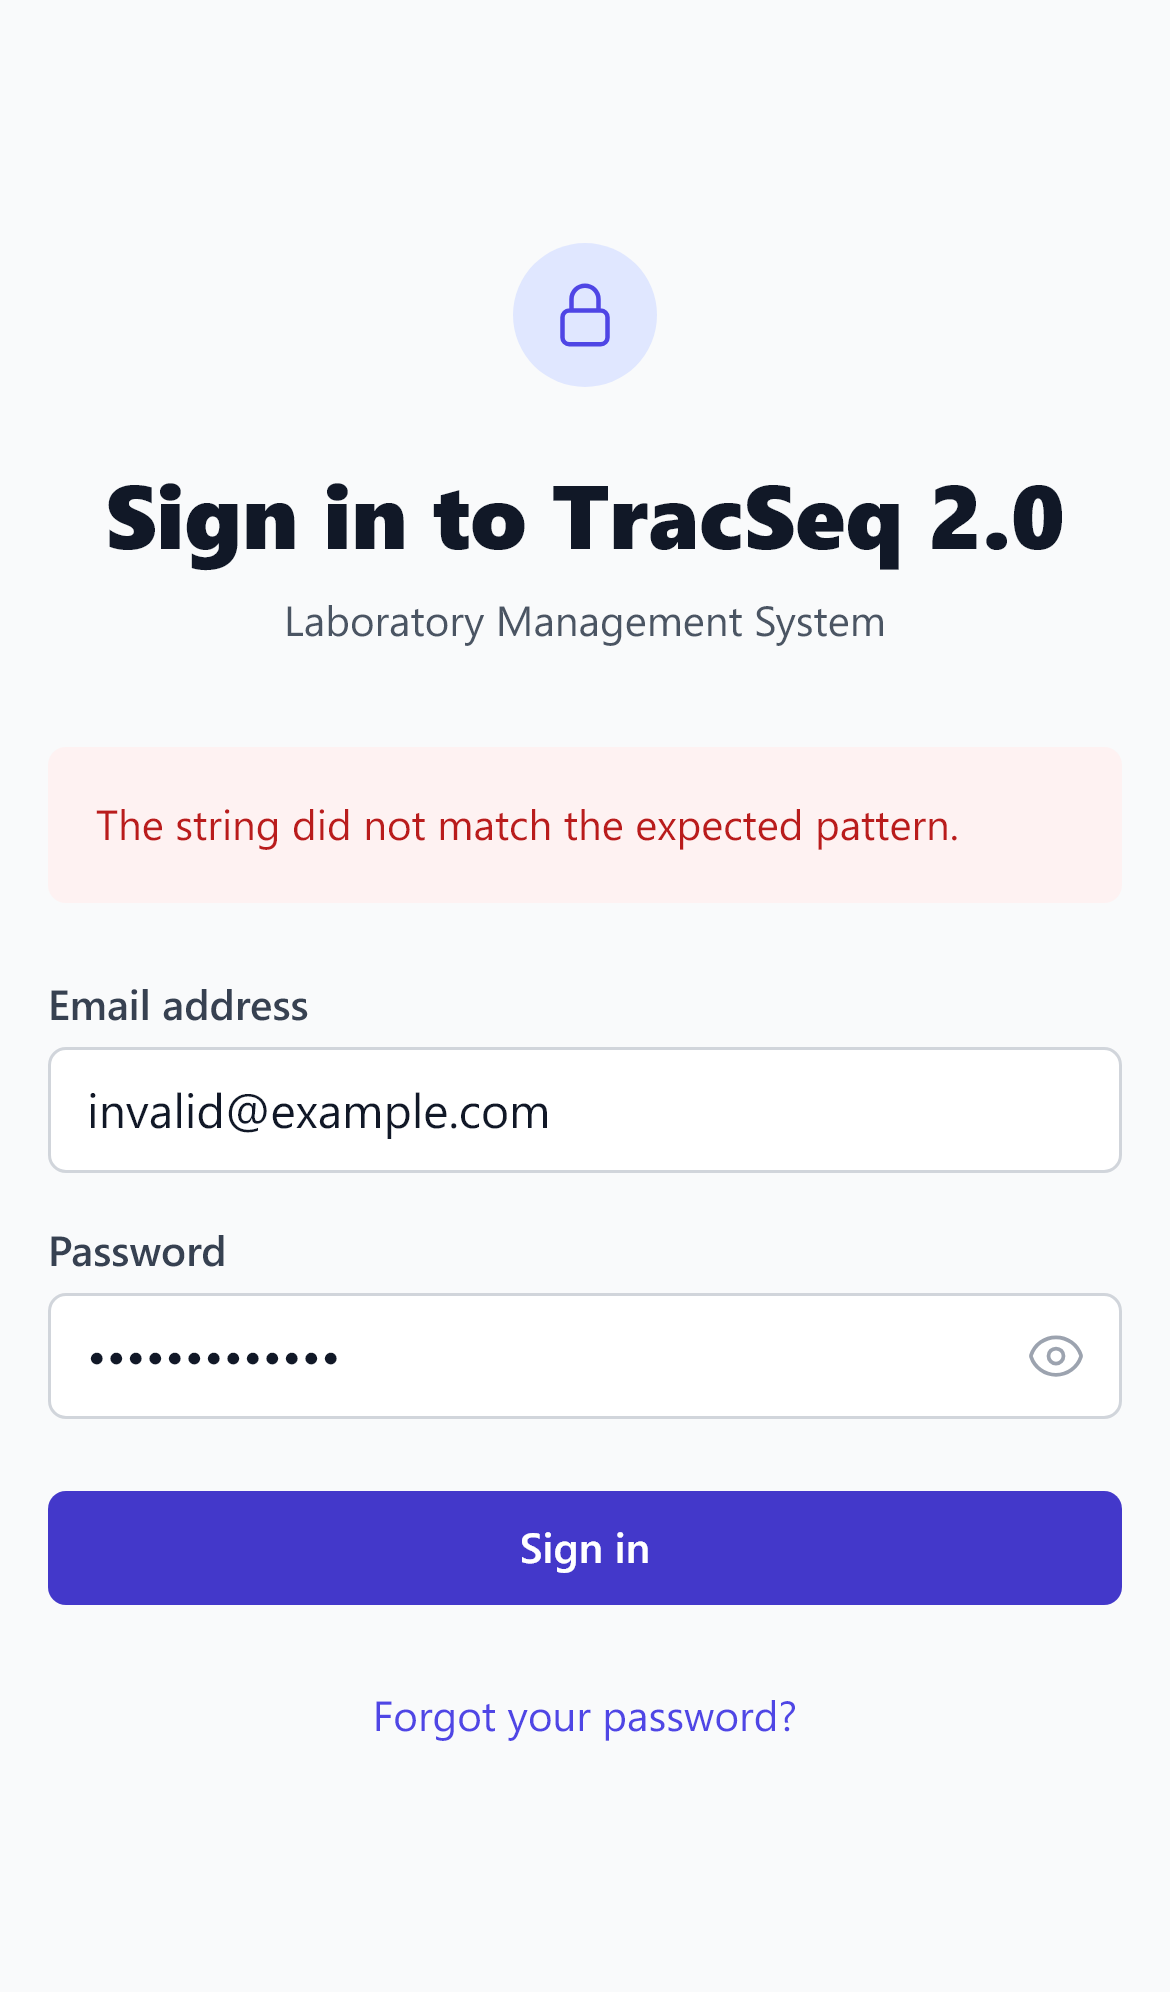 Sign in to TracSeq 2.0
Laboratory Management System
The string did not match the expected pattern.
Email address
invalid@example.com
Password
•••••••••••••
Sign in
Forgot your password?